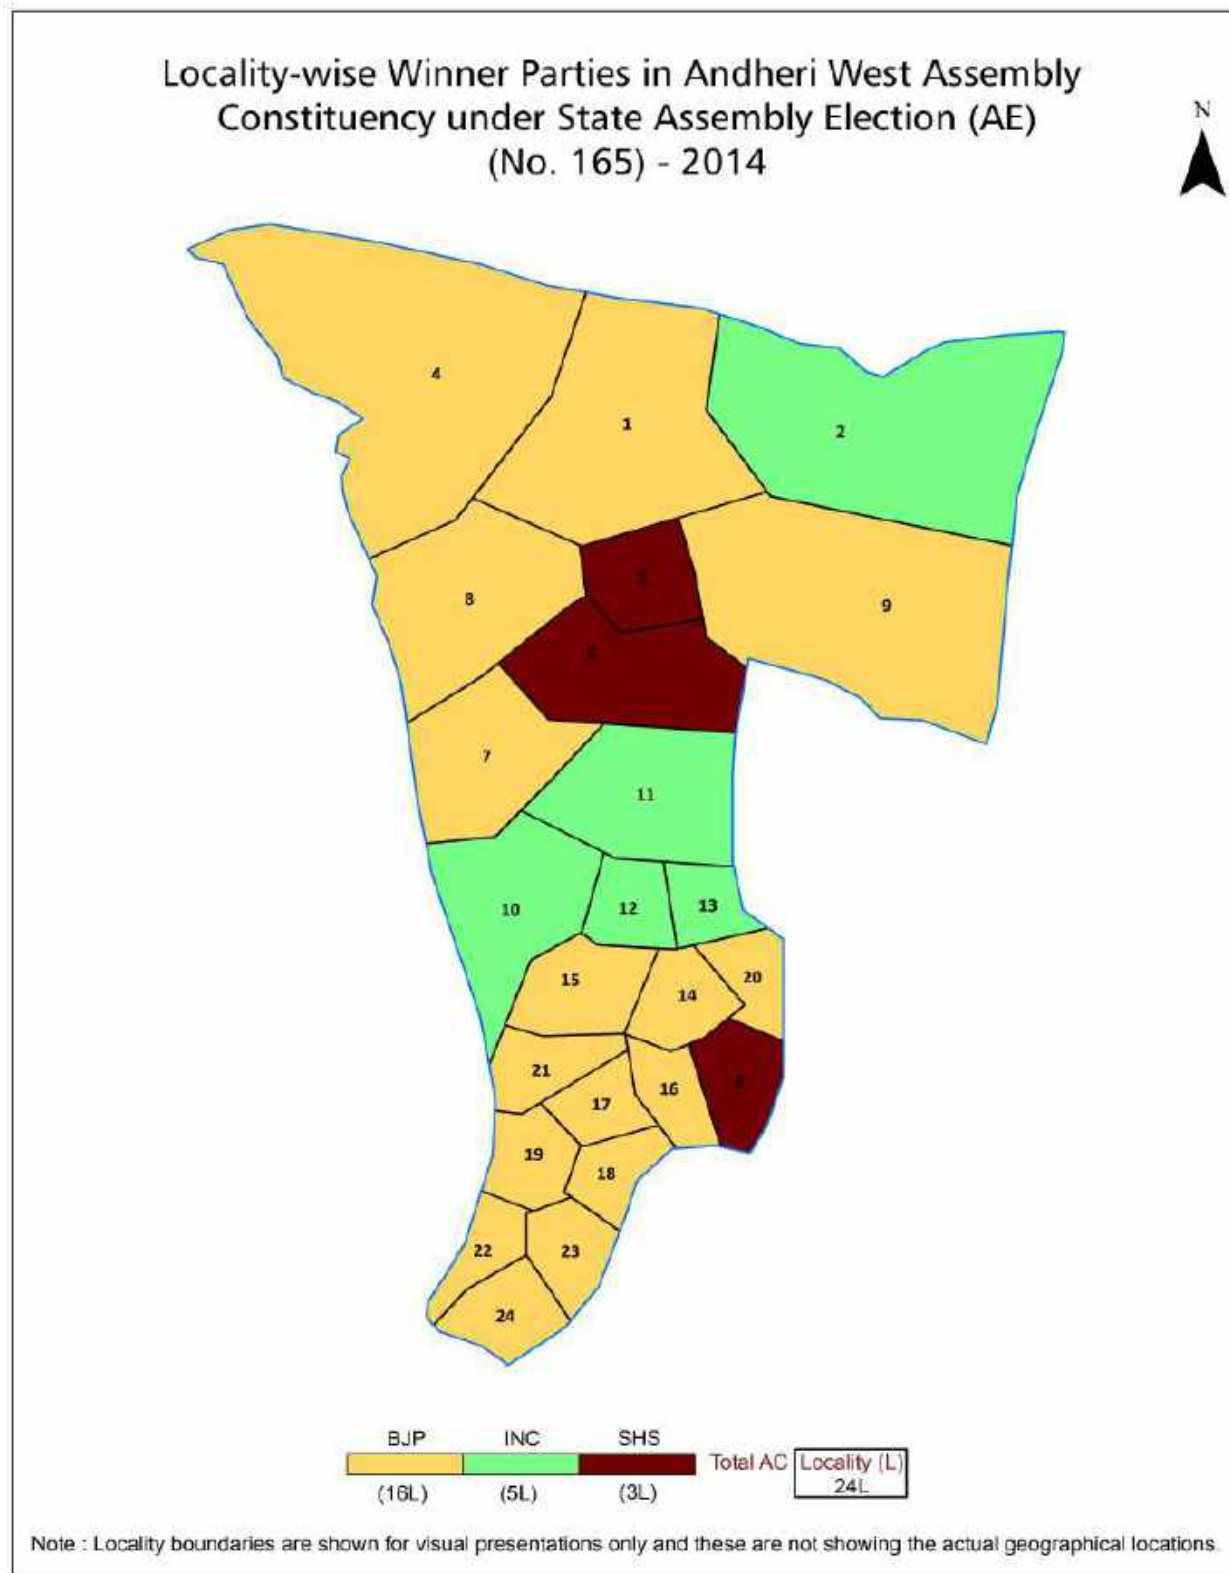 Locality-wise Winner Parties in Andheri West Assembly
Constituency under State Assembly Election (AE)
(No. 165) - 2014
N
4
1
2
8
9
7
11
10
12
13
15
14
20
21
17
16
19
18
22
23
24
BJP INC SHS
Total AC Locality (L)
24L
(16L) (5L) (3L)
Note : Locality boundaries are shown for visual presentations only and these are not showing the actual geographical locations.